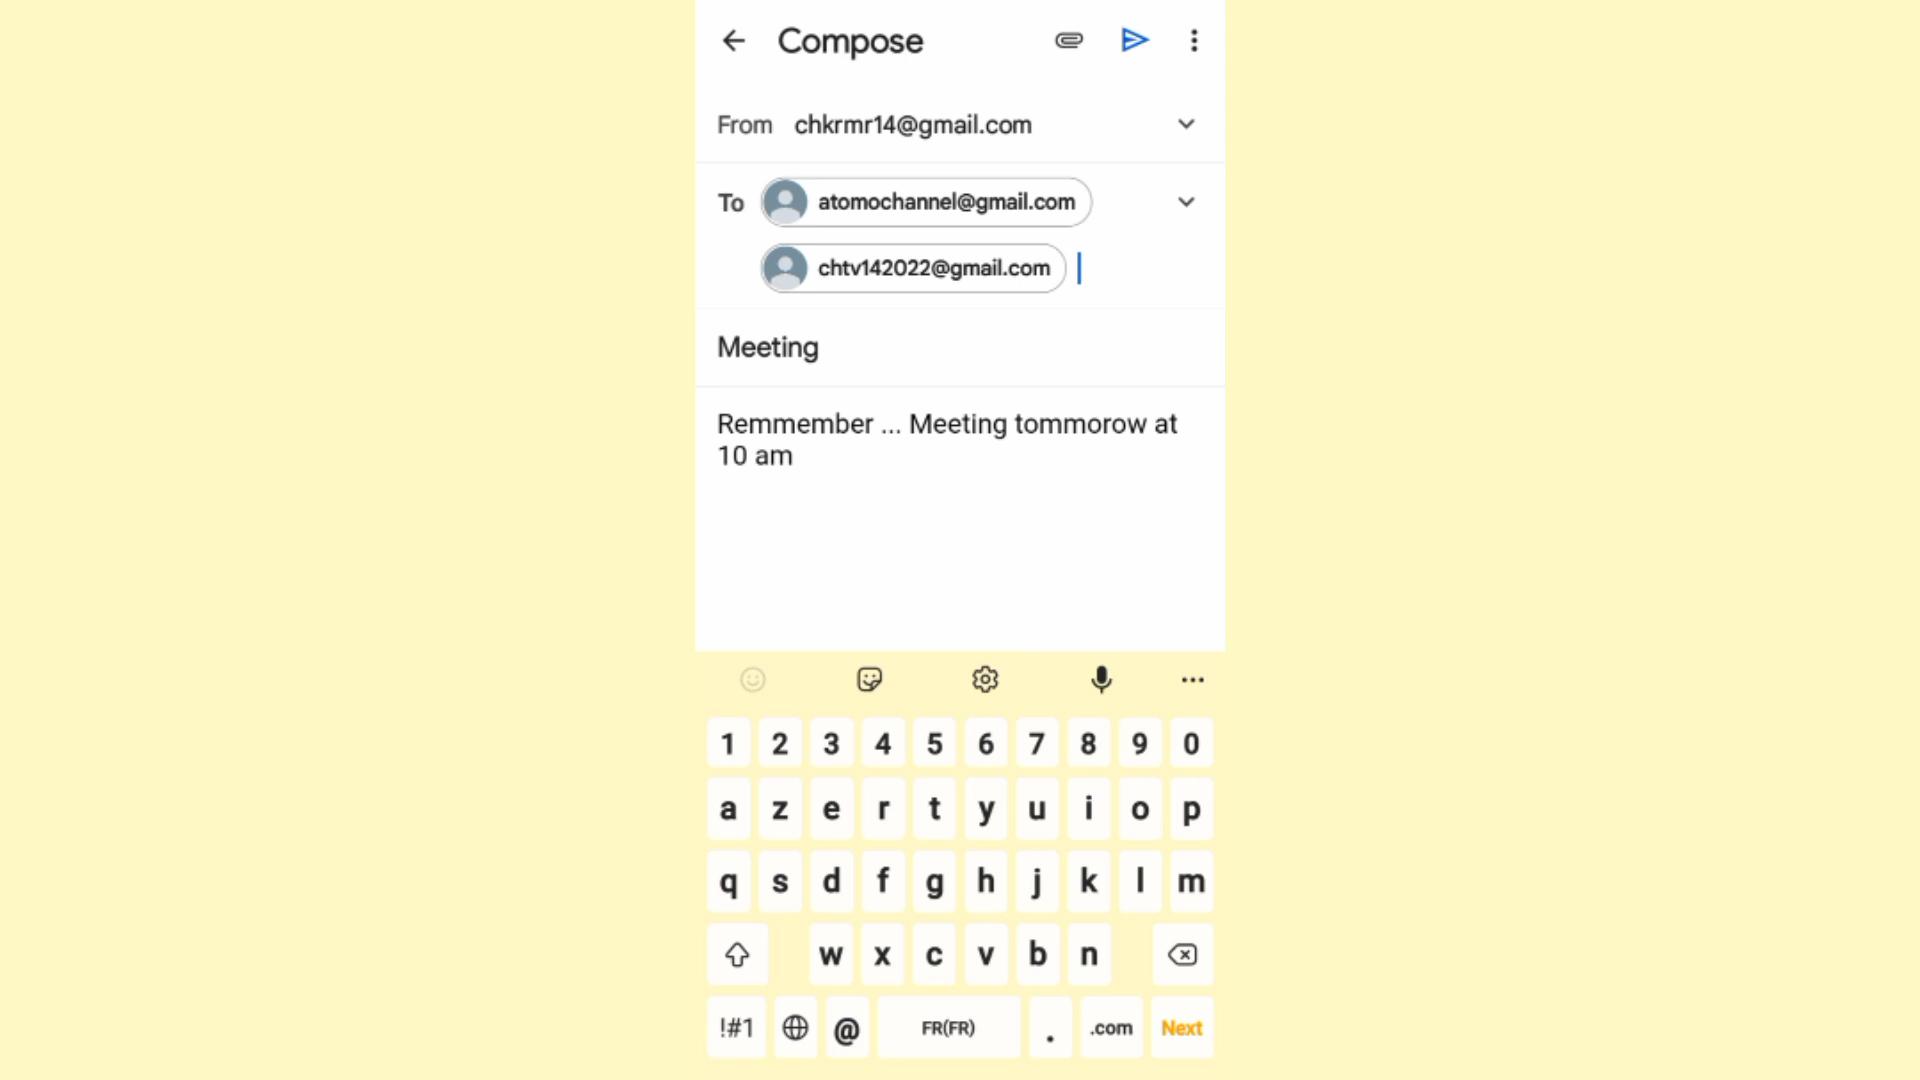 Compose
From chkrmr14@gmail.com
To atomochannel@gmail.com
chtv142022@gmail.com
Meeting
Remmember ... Meeting tommorow at
10 am
1 2 3 4 5 6 7 8 9 0
a z e r t y u i o p
q s d f g h j k l m
w x c v b n
!#1 @ FR(FR) . .com Next